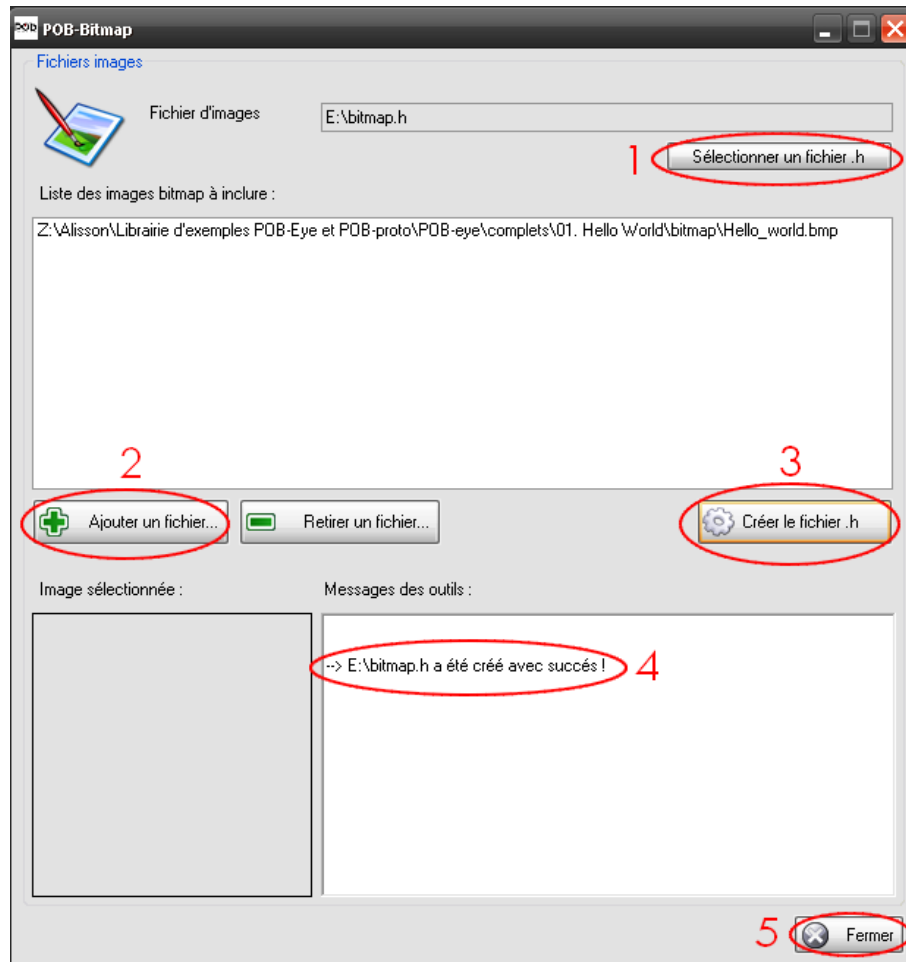 POB POB-Bitmap
Fichiers images
Fichier d'images
E:\bitmap.h
1
Sélectionner un fichier .h
Liste des images bitmap à inclure :
Z:\Alisson\Librairie d'exemples POB-Eye et POB-proto\POB-eye\complets\01. Hello World\bitmap\Hello_world.bmp
2
3
Ajouter un fichier...
Retirer un fichier...
Créer le fichier .h
Image sélectionnée :
Messages des outils :
--> E:\bitmap.h a été créé avec succés !
4
5
Fermer